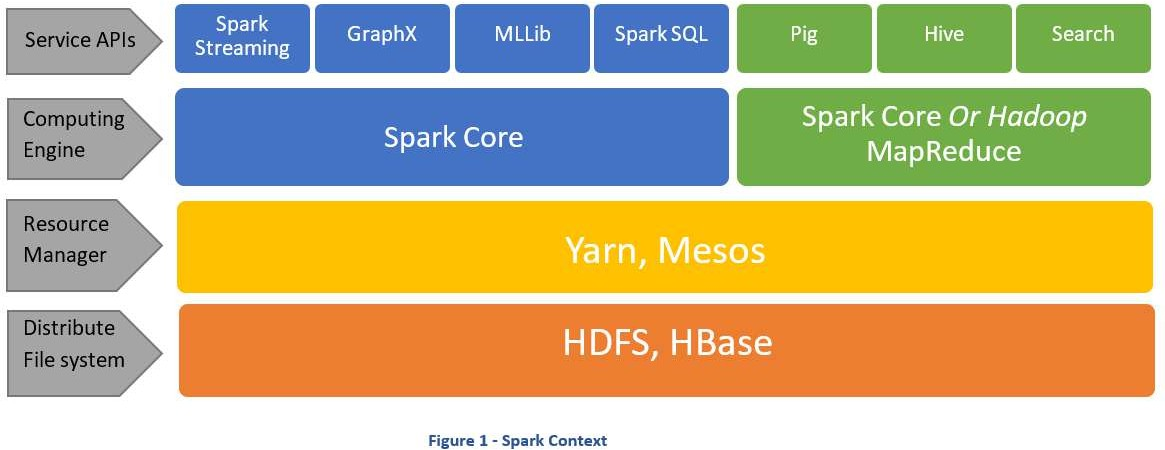 Service APIs
Spark
Streaming
GraphX
MLLib
Spark SQL
Pig
Hive
Search
Computing
Engine
Spark Core
Spark Core Or Hadoop
MapReduce
Resource
Manager
Yarn, Mesos
Distribute
File system
HDFS, HBase
Figure 1 - Spark Context